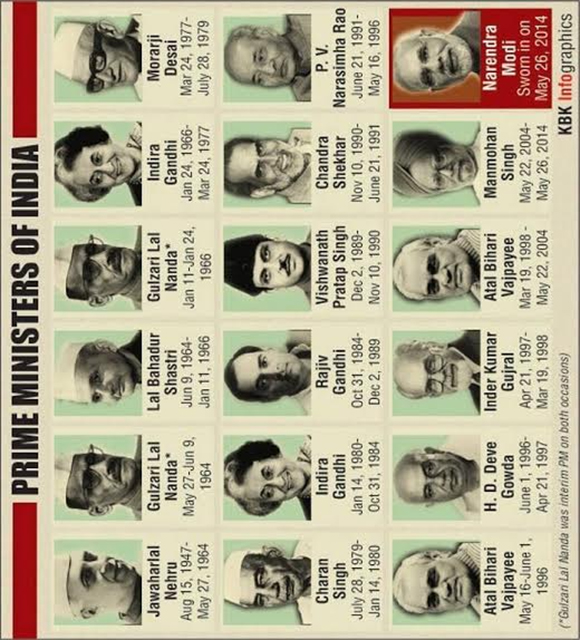 PRIME MINISTERS OF INDIA
Jawaharlal
Nehru
Aug 15, 1947-
May 27, 1964
Gulzari Lal
Nanda*
May 27-Jun 9,
1964
Lal Bahadur
Shastri
Jun 9, 1964-
Jan 11, 1966
Gulzari Lal
Nanda*
Jan 11-Jan 24,
1966
Indira
Gandhi
Jan 24, 1966-
Mar 24, 1977
Morarji
Desai
Mar 24, 1977-
July 28, 1979
Charan
Singh
July 28, 1979-
Jan 14, 1980
Indira
Gandhi
Jan 14, 1980-
Oct 31, 1984
Rajiv
Gandhi
Oct 31, 1984-
Dec 2, 1989
Vishwanath
Pratap Singh
Dec 2, 1989-
Nov 10, 1990
Chandra
Shekhar
Nov 10, 1990-
June 21, 1991
P. V.
Narasimha Rao
June 21, 1991-
May 16, 1996
Atal Bihari
Vajpayee
May 16-June 1,
1996
H. D. Deve
Gowda
June 1, 1996-
Apr 21, 1997
Inder Kumar
Gujral
Apr 21, 1997-
Mar 19, 1998
Atal Bihari
Vajpayee
Mar 19, 1998 -
May 22, 2004
Manmohan
Singh
May 22, 2004-
May 26, 2014
Narendra
Modi
Sworn in on
May 26, 2014
(*Gulzari Lal Nanda was interim PM on both occasions)
KBK Infographics